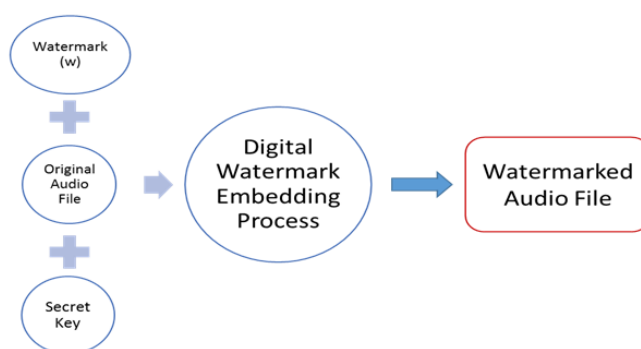 Watermark
(w)
Original
Audio
File
Secret
Key
Digital
Watermark
Embedding
Process
Watermarked
Audio File